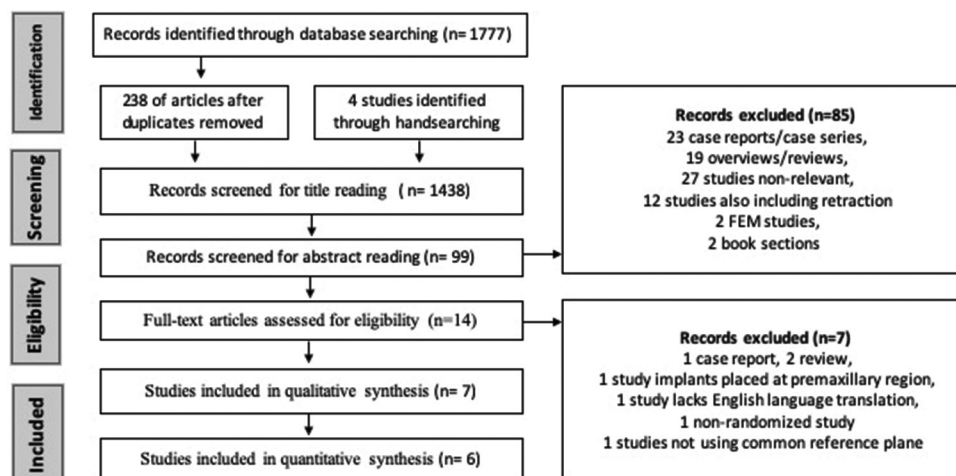 Identification
Records identified through database searching (n= 1777)
238 of articles after
duplicates removed
4 studies identified
through handsearching
Screening
Records screened for title reading ( n= 1438)
Records screened for abstract reading (n= 99)
Records excluded (n=85)
23 case reports/case series,
19 overviews/reviews,
27 studies non-relevant,
12 studies also including retraction
2 FEM studies,
2 book sections
Eligibility
Full-text articles assessed for eligibility (n=14)
Records excluded (n=7)
1 case report, 2 review,
1 study implants placed at premaxillary region,
1 study lacks English language translation,
1 non-randomized study
1 studies not using common reference plane
Included
Studies included in qualitative synthesis (n= 7)
Studies included in quantitative synthesis (n= 6)